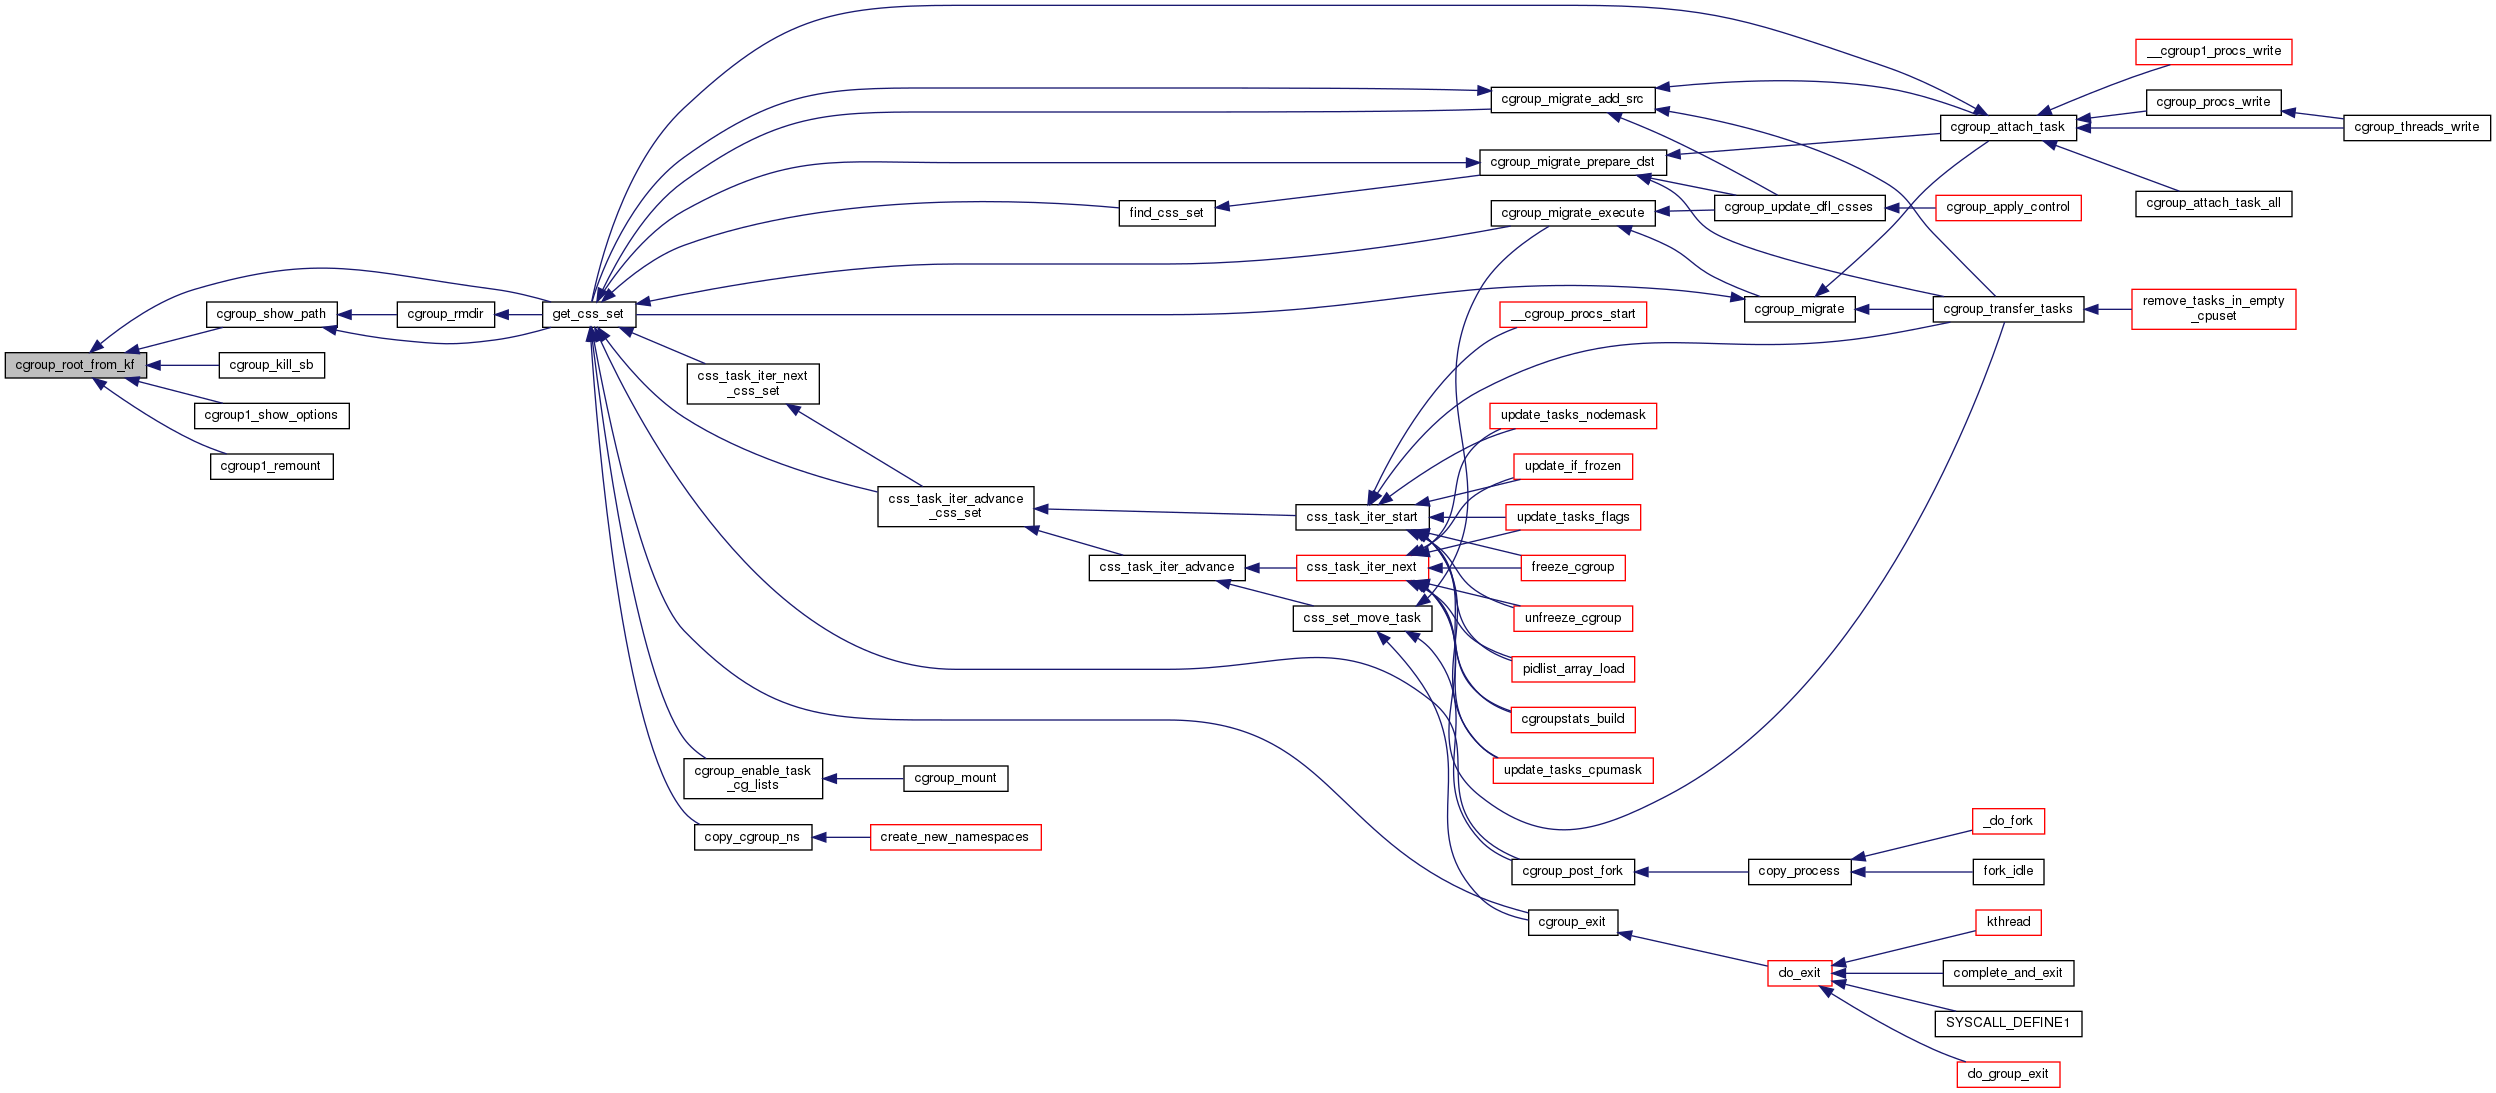 cgroup_root_from_kf
cgroup_show_path
cgroup_kill_sb
cgroup1_show_options
cgroup1_remount
cgroup_rmdir
get_css_set
css_task_iter_next
_css_set
cgroup_enable_task
_cg_lists
copy_cgroup_ns
css_task_iter_advance
_css_set
cgroup_mount
create_new_namespaces
find_css_set
css_task_iter_advance
css_task_iter_start
css_task_iter_next
css_set_move_task
cgroup_migrate_add_src
cgroup_migrate_prepare_dst
cgroup_migrate_execute
__cgroup_procs_start
update_tasks_nodemask
update_if_frozen
update_tasks_flags
freeze_cgroup
unfreeze_cgroup
pidlist_array_load
cgroupstats_build
update_tasks_cpumask
cgroup_post_fork
cgroup_exit
cgroup_update_dfl_csses
cgroup_migrate
copy_process
do_exit
cgroup_attach_task
cgroup_apply_control
cgroup_transfer_tasks
_do_fork
fork_idle
kthread
complete_and_exit
SYSCALL_DEFINE1
do_group_exit
__cgroup1_procs_write
cgroup_procs_write
cgroup_attach_task_all
remove_tasks_in_empty
_cpuset
cgroup_threads_write